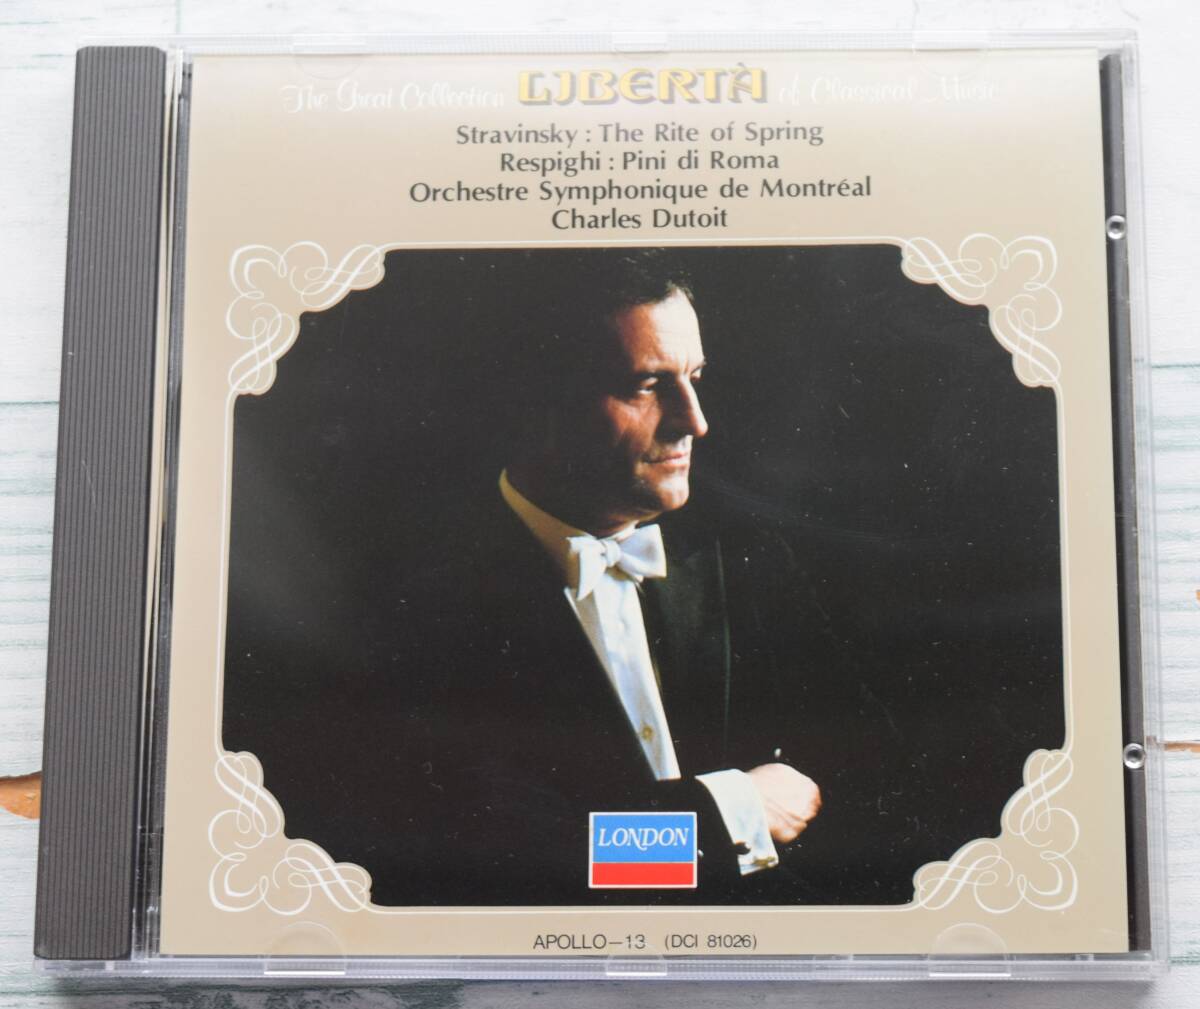 The Great Collection LIBERTÀ of Classical Music
Stravinsky : The Rite of Spring
Respighi : Pini di Roma
Orchestre Symphonique de Montréal
Charles Dutoit
LONDON
APOLLO–13 (DCI 81026)